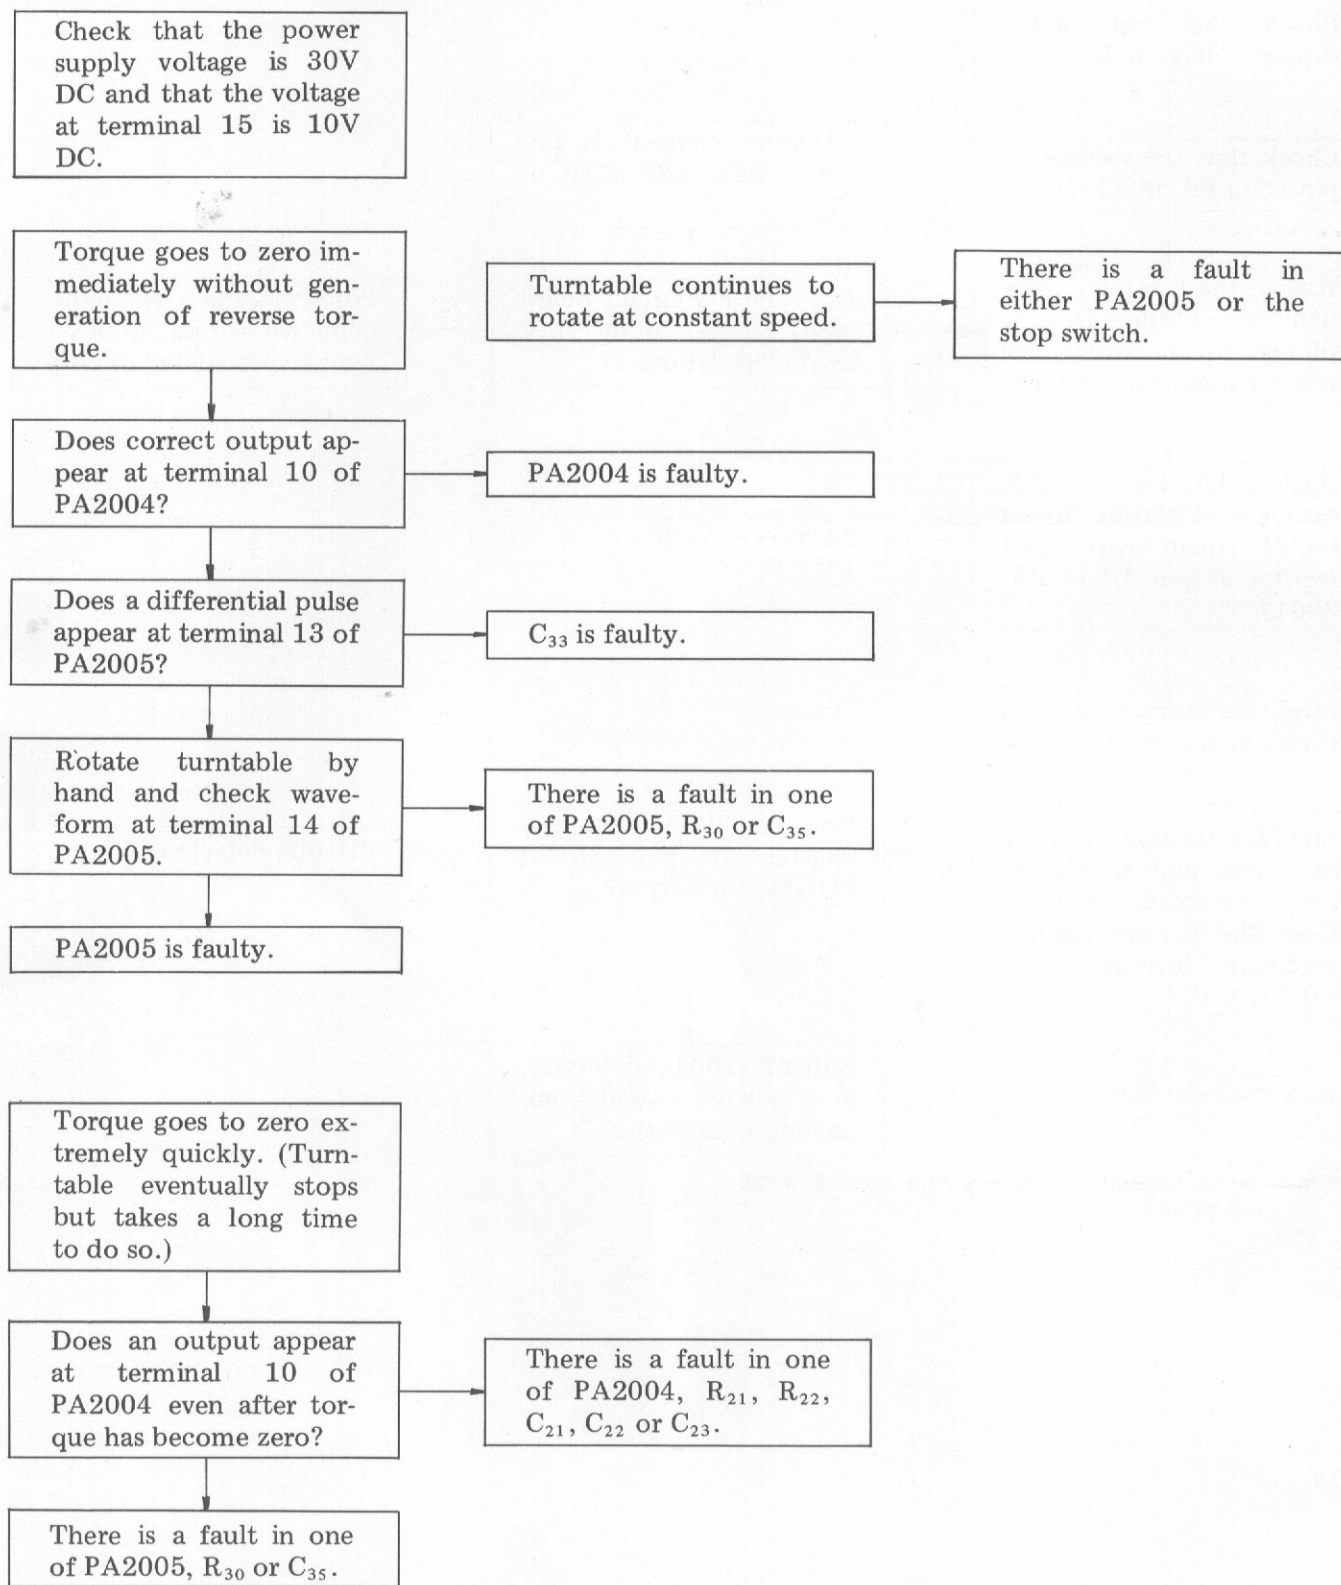 Check that the power
supply voltage is 30V
DC and that the voltage
at terminal 15 is 10V
DC.
Torque goes to zero im-
mediately without gen-
eration of reverse tor-
que.
Turntable continues to
rotate at constant speed.
There is a fault in
either PA2005 or the
stop switch.
Does correct output ap-
pear at terminal 10 of
PA2004?
PA2004 is faulty.
Does a differential pulse
appear at terminal 13 of
PA2005?
C₃₃ is faulty.
Rotate turntable by
hand and check wave-
form at terminal 14 of
PA2005.
There is a fault in one
of PA2005, R₃₀ or C₃₅.
PA2005 is faulty.
Torque goes to zero ex-
tremely quickly. (Turn-
table eventually stops
but takes a long time
to do so.)
Does an output appear
at terminal 10 of
PA2004 even after tor-
que has become zero?
There is a fault in one
of PA2004, R₂₁, R₂₂,
C₂₁, C₂₂ or C₂₃.
There is a fault in one
of PA2005, R₃₀ or C₃₅.